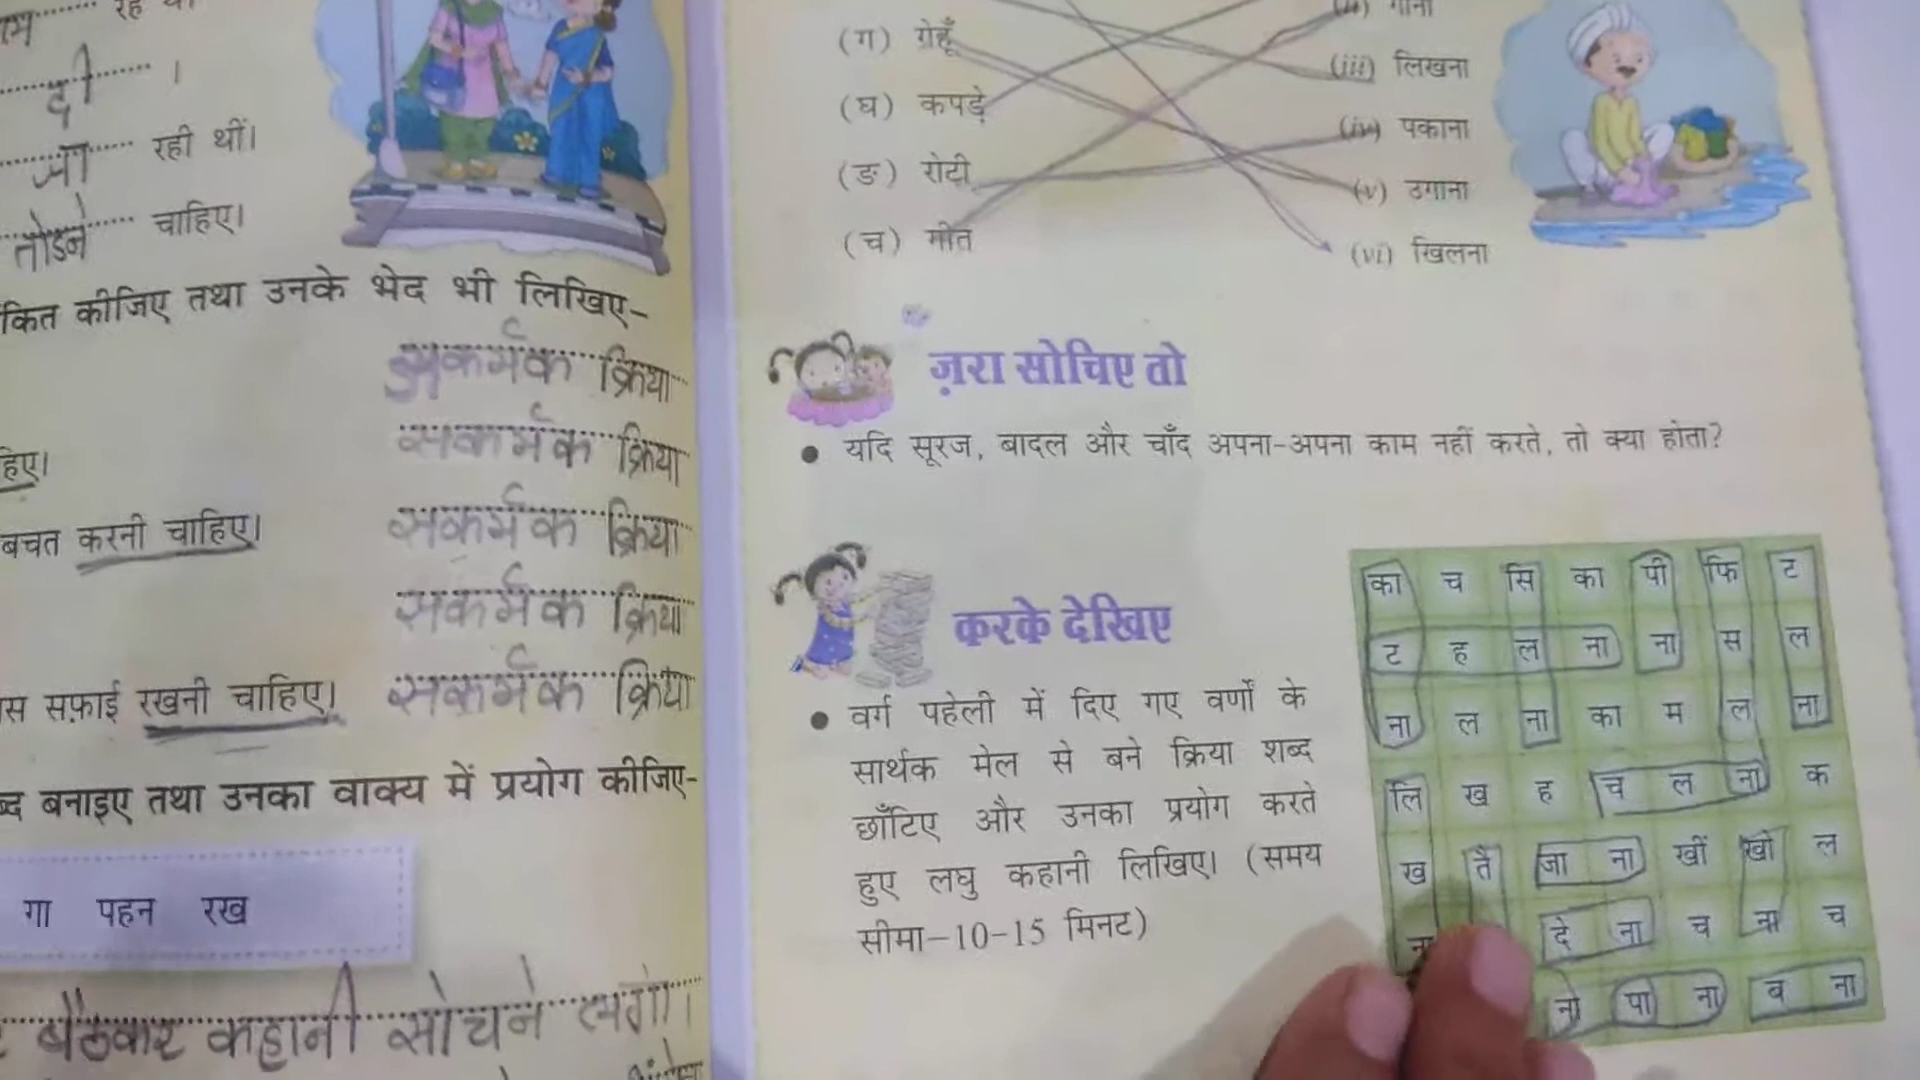 रहे
दी ।
जा रही थीं।
तोड़ने चाहिए।
कित कीजिए तथा उनके भेद भी लिखिए-
अकर्मक क्रिया
हिए। सकर्मक क्रिया
बचत करनी चाहिए। सकर्मक क्रिया
सकर्मक क्रिया
स सफ़ाई रखनी चाहिए। सकर्मक क्रिया
ब्द बनाइए तथा उनका वाक्य में प्रयोग कीजिए-
गा पहन रख
बैठकर कहानी सोचने लगी।
(ii) गाना
(ग) गेहूँ (iii) लिखना
(घ) कपड़े (iv) पकाना
(ङ) रोटी (v) उगाना
(च) गीत (vi) खिलना
ज़रा सोचिए तो
• यदि सूरज, बादल और चाँद अपना-अपना काम नहीं करते, तो क्या होता?
करके देखिए
• वर्ग पहेली में दिए गए वर्णों के
सार्थक मेल से बने क्रिया शब्द
छाँटिए और उनका प्रयोग करते
हुए लघु कहानी लिखिए। (समय
सीमा-10-15 मिनट)
का च सि का पी फि ट
ट ह ल ना ना स ल
ना ल ना का म ल ना
लि ख ह च ल ना क
ख तै जा ना खीं खो ल
ना दे ना च ना च
नो पा ना ब ना